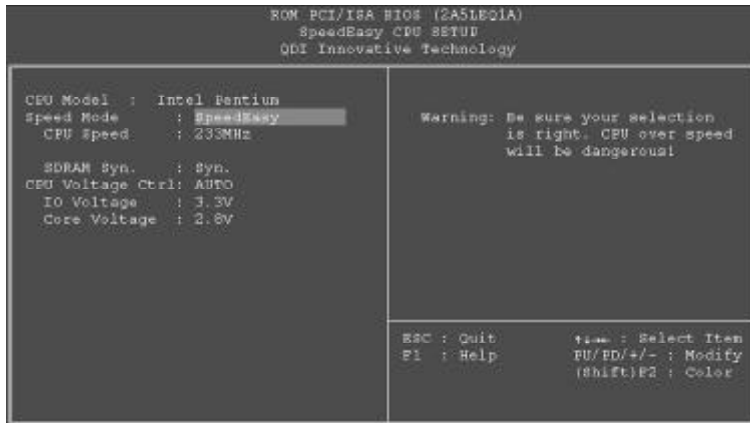 ROM PCI/ISA BIOS (2A5LEQ1A)
SpeedEasy CPU SETUP
QDI Innovative Technology
CPU Model : Intel Pentium
Speed Mode : SpeedEasy
CPU Speed : 233MHz
SDRAM Syn. : Syn.
CPU Voltage Ctrl: AUTO
IO Voltage : 3.3V
Core Voltage : 2.8V
Warning: Be sure your selection
is right. CPU over speed
will be dangerous!
ESC : Quit
F1 : Help
↑↓→← : Select Item
PU/PD/+/- : Modify
(Shift)F2 : Color